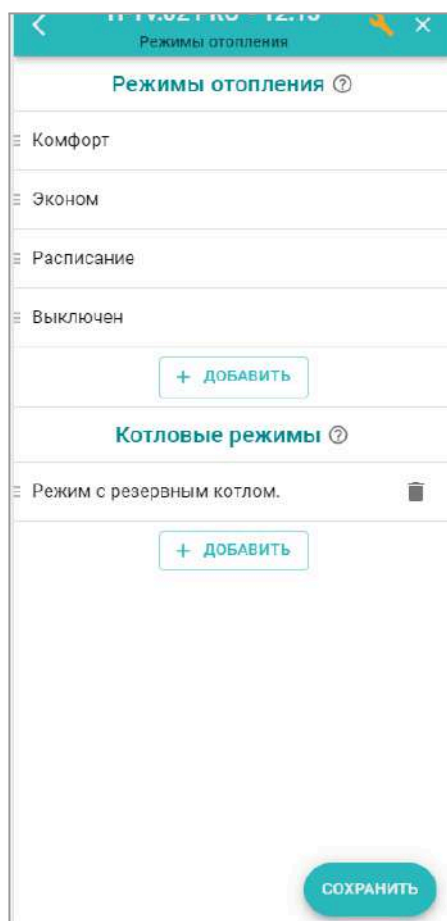 Режимы отопления
Режимы отопления
Комфорт
Эконом
Расписание
Выключен
+ ДОБАВИТЬ
Котловые режимы
Режим с резервным котлом.
+ ДОБАВИТЬ
СОХРАНИТЬ